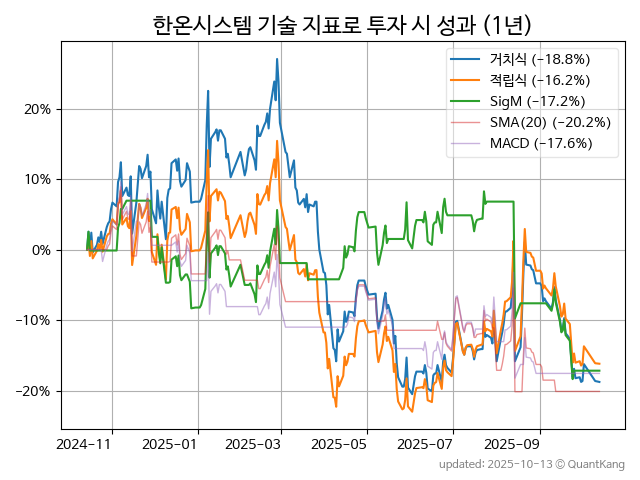 한온시스템 기술 지표로 투자 시 성과 (1년)
거치식 (-18.8%)
적립식 (-16.2%)
SigM (-17.2%)
SMA(20) (-20.2%)
MACD (-17.6%)
20%
10%
0%
−10%
−20%
2024-11
2025-01
2025-03
2025-05
2025-07
2025-09
updated: 2025-10-13 © QuantKang